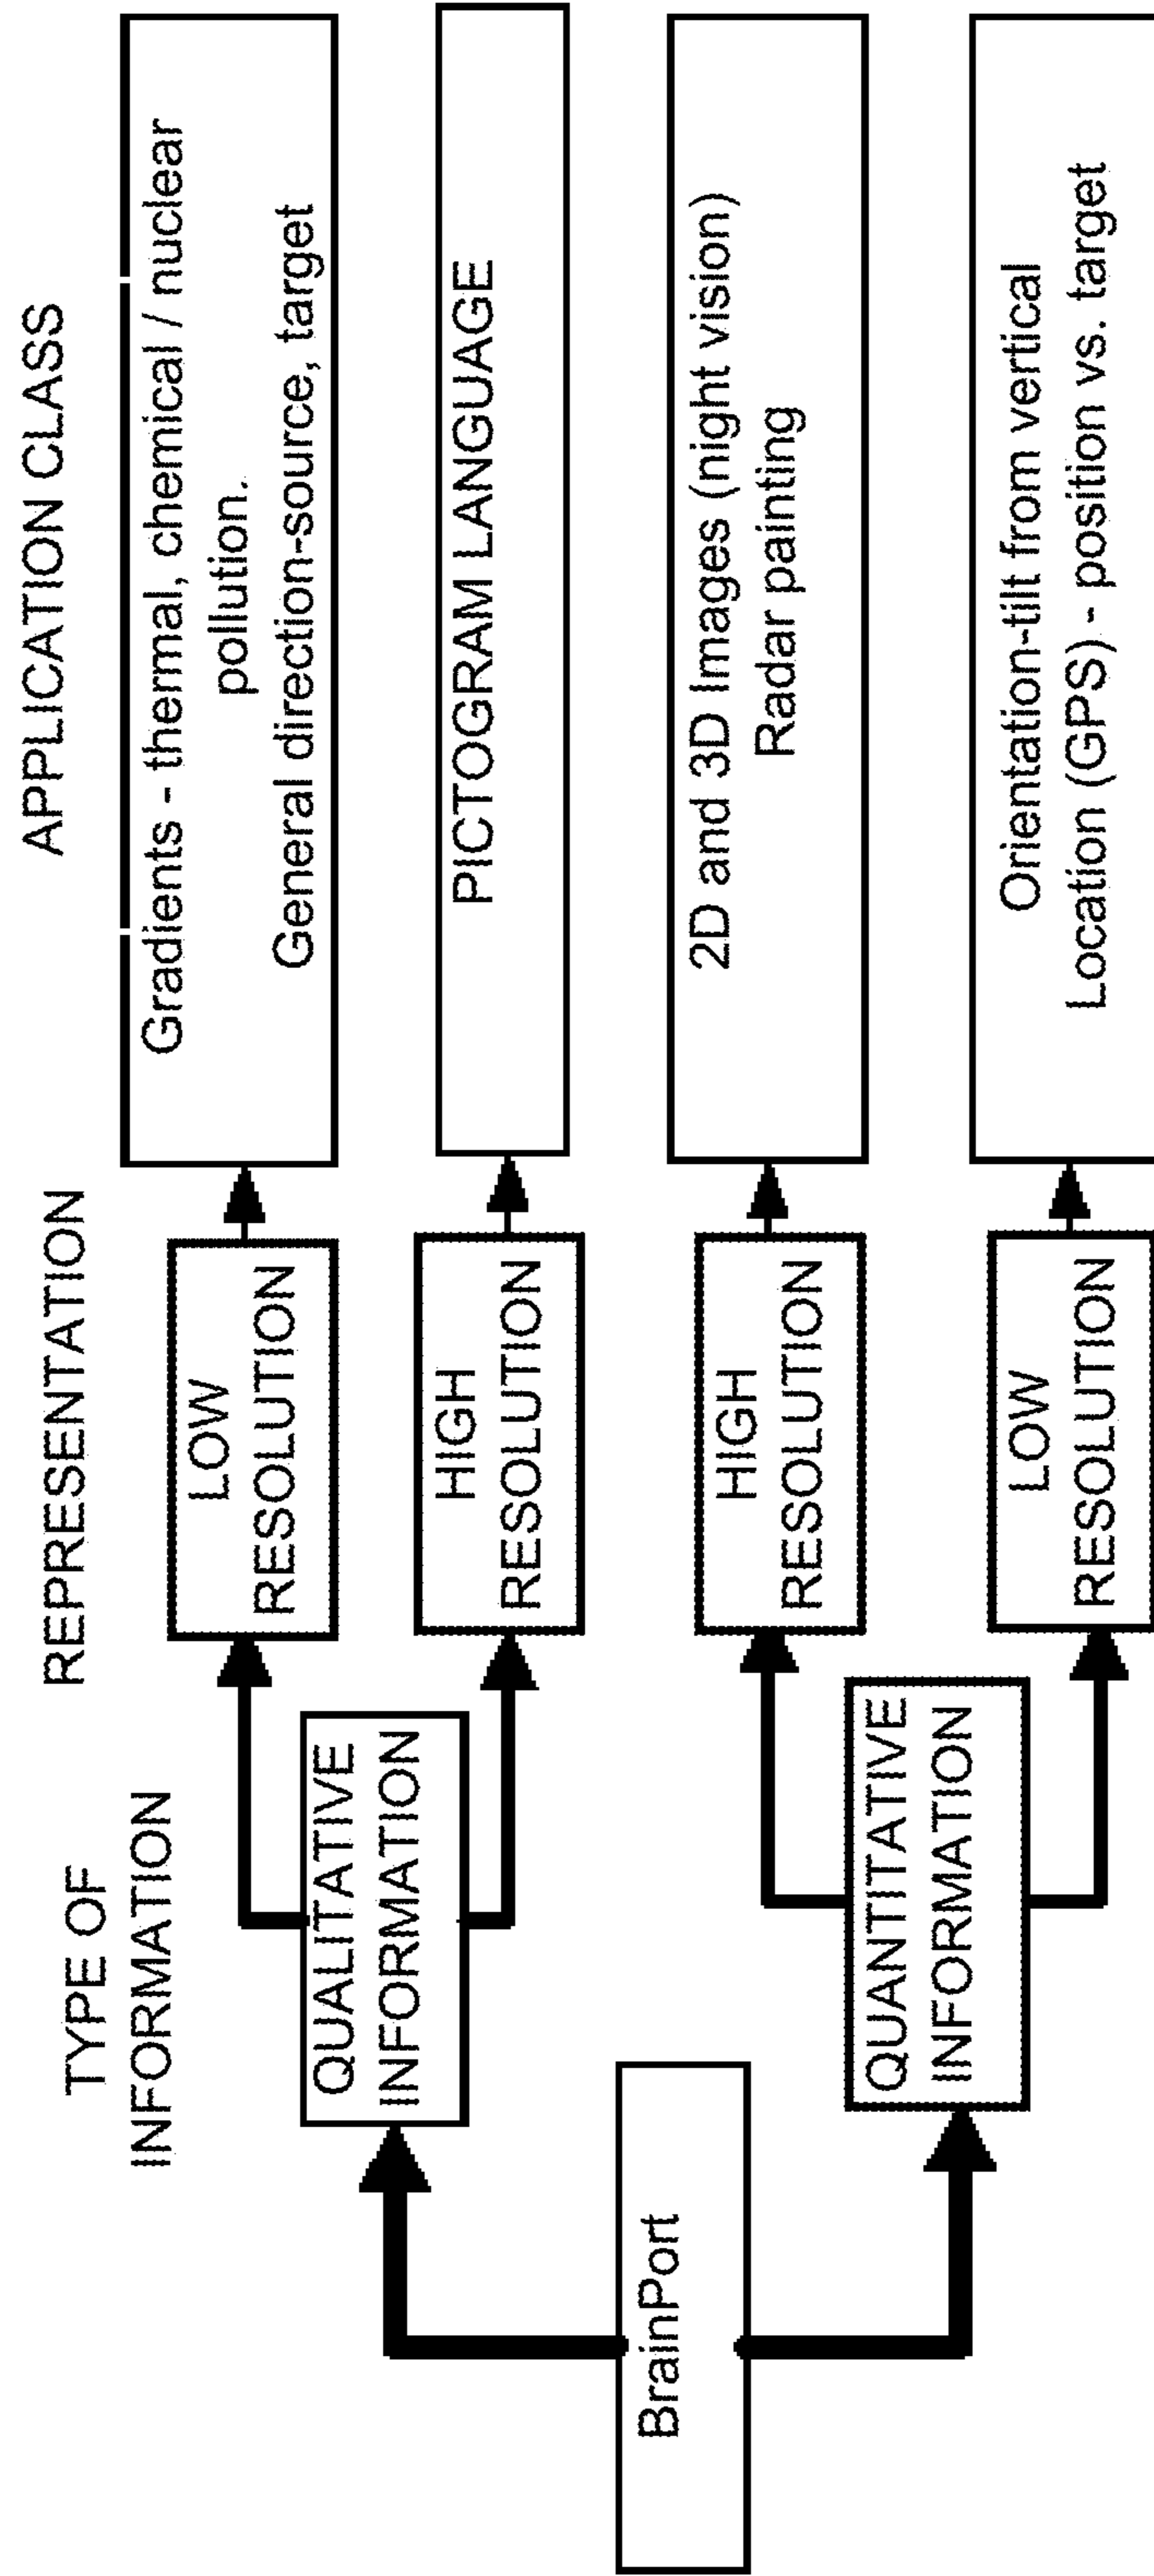 TYPE OF
INFORMATION
REPRESENTATION
APPLICATION CLASS
BrainPort
QUALITATIVE
INFORMATION
LOW
RESOLUTION
Gradients - thermal, chemical / nuclear
pollution.
General direction-source, target
HIGH
RESOLUTION
PICTOGRAM LANGUAGE
QUANTITATIVE
INFORMATION
HIGH
RESOLUTION
2D and 3D Images (night vision)
Radar painting
LOW
RESOLUTION
Orientation-tilt from vertical
Location (GPS) - position vs. target